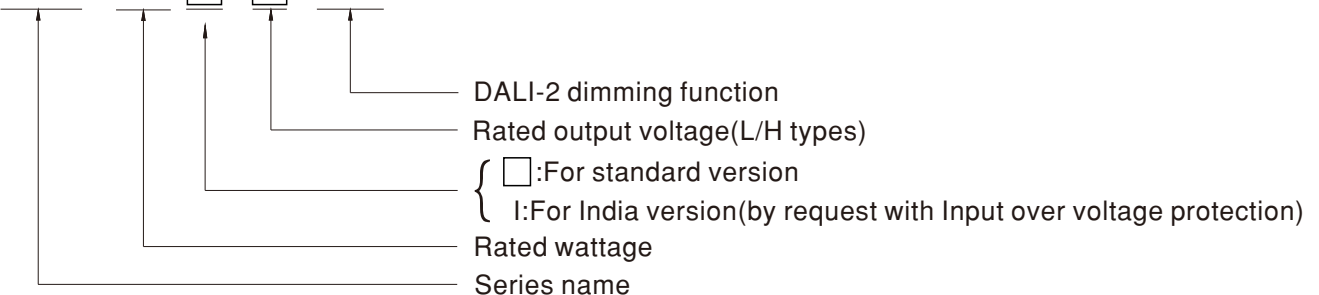 DALI-2 dimming function
Rated output voltage(L/H types)
□:For standard version
I:For India version(by request with Input over voltage protection)
Rated wattage
Series name